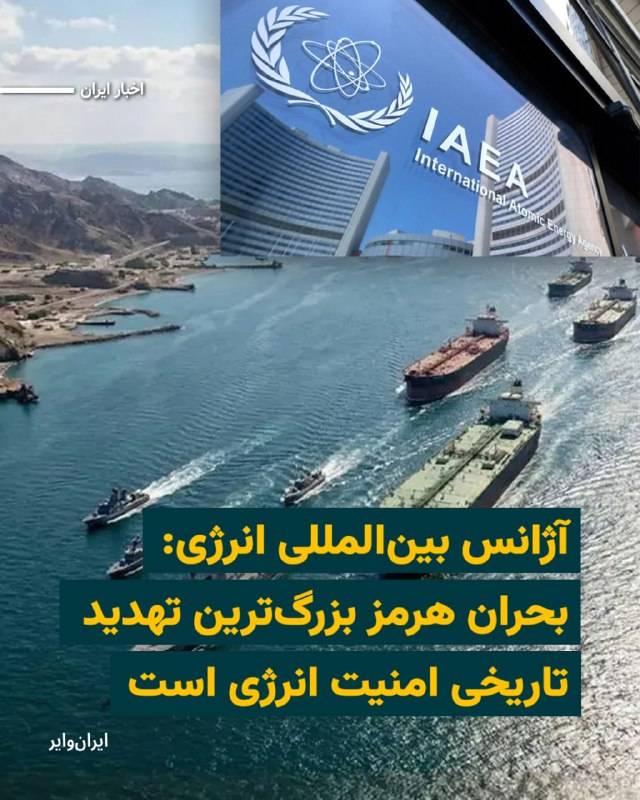 اخبار ایران
IAEA
International Atomic Energy Agency
آژانس بین‌المللی انرژی:
بحران هرمز بزرگ‌ترین تهدید
تاریخی امنیت انرژی است
ایران‌وایر